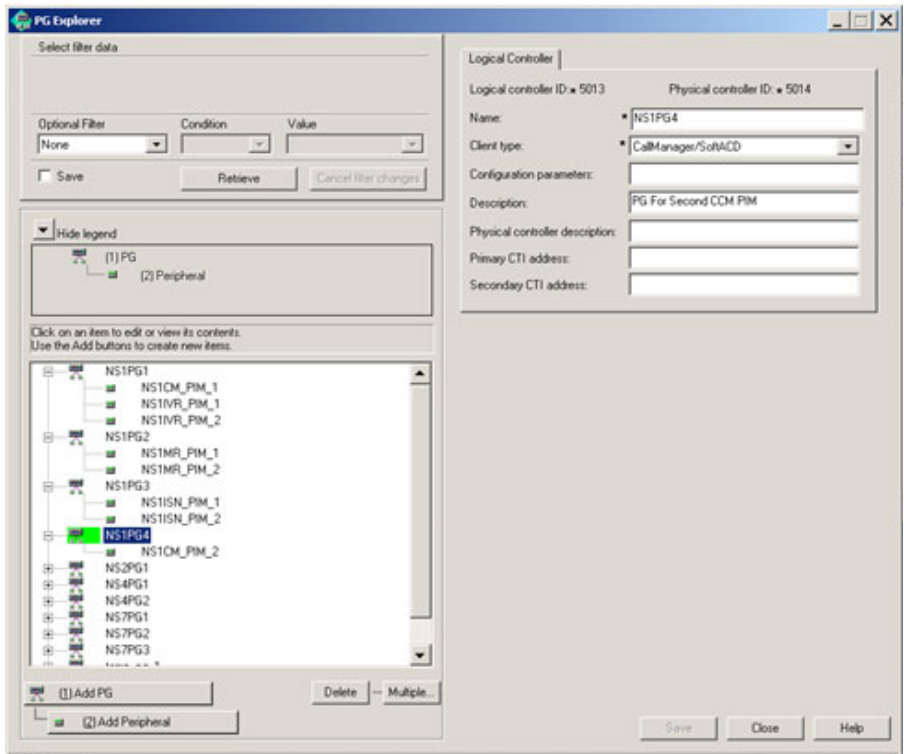 PG Explorer
Select filter data
Optional Filter Condition Value
None
Save Retrieve Cancel filter changes
Hide legend
(1) PG
(2) Peripheral
Click on an item to edit or view its contents.
Use the Add buttons to create new items.
NS1PG1
NS1CM_PIM_1
NS1IVR_PIM_1
NS1IVR_PIM_2
NS1PG2
NS1MR_PIM_1
NS1MR_PIM_2
NS1PG3
NS1ISN_PIM_1
NS1ISN_PIM_2
NS1PG4
NS1CM_PIM_2
NS2PG1
NS4PG1
NS4PG2
NS7PG1
NS7PG2
NS7PG3
(1) Add PG Delete Multiple...
(2) Add Peripheral
Logical Controller
Logical controller ID: * 5013 Physical controller ID: * 5014
Name: * NS1PG4
Client type: * CallManager/SoftACD
Configuration parameters:
Description: PG For Second CCM PIM
Physical controller description:
Primary CTI address:
Secondary CTI address:
Save Close Help